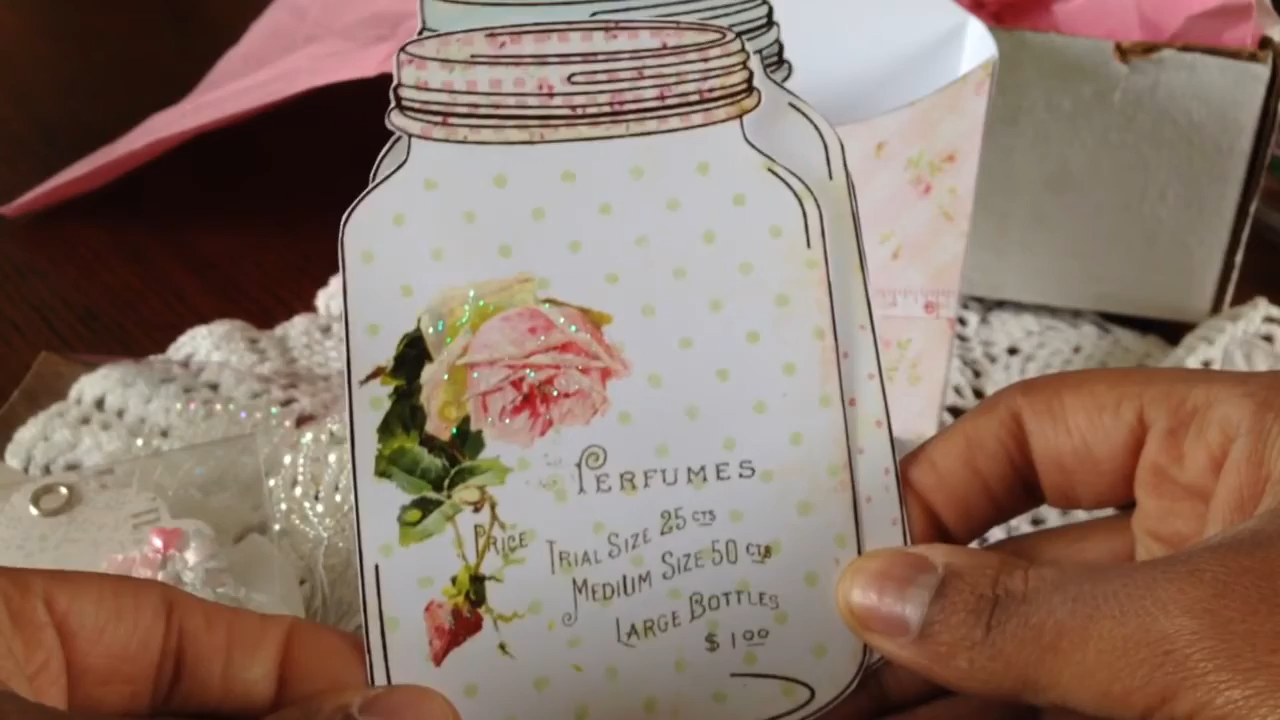 PERFUMES
PRICE
TRIAL SIZE 25 CTS
MEDIUM SIZE 50 CTS
LARGE BOTTLES
$1.00